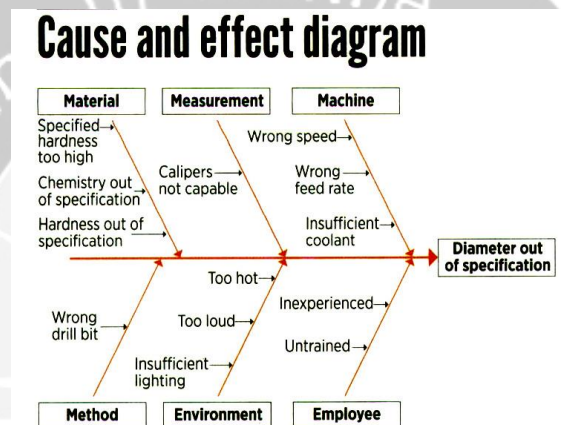 Cause and effect diagram
Material
Measurement
Machine
Specified
hardness
too high
Chemistry out
of specification
Hardness out of
specification
Calipers
not capable
Wrong speed
Wrong
feed rate
Insufficient
coolant
Diameter out
of specification
Wrong
drill bit
Too hot
Too loud
Insufficient
lighting
Inexperienced
Untrained
Method
Environment
Employee